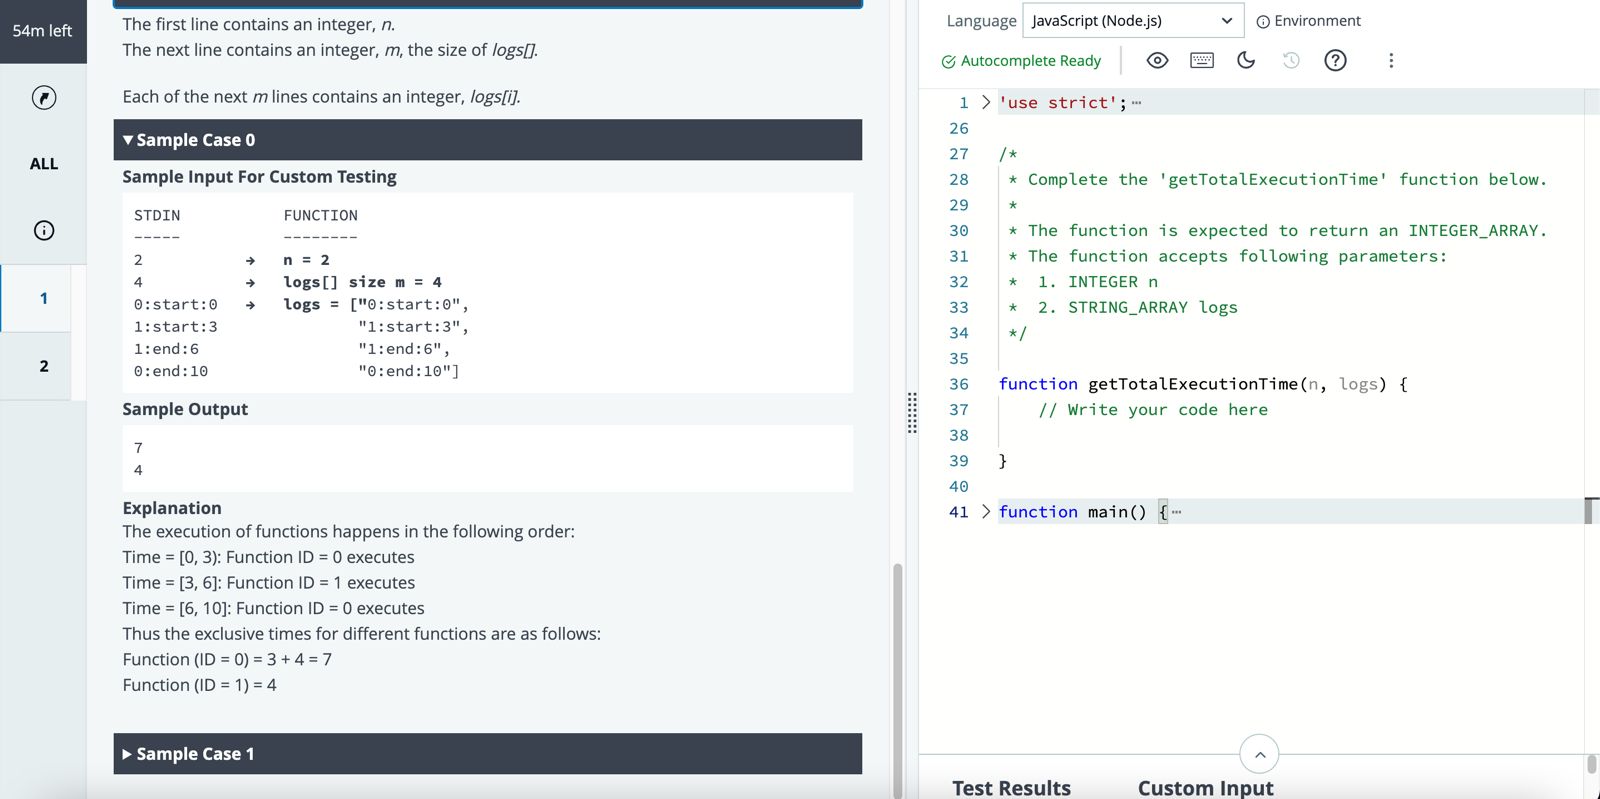 54m left
ALL
1
2
The first line contains an integer, n.
The next line contains an integer, m, the size of logs[].
Each of the next m lines contains an integer, logs[i].
▼Sample Case 0
Sample Input For Custom Testing
STDIN FUNCTION
----- --------
2 → n = 2
4 → logs[] size m = 4
0:start:0 → logs = ["0:start:0",
1:start:3 "1:start:3",
1:end:6 "1:end:6",
0:end:10 "0:end:10"]
Sample Output
7
4
Explanation
The execution of functions happens in the following order:
Time = [0, 3): Function ID = 0 executes
Time = [3, 6]: Function ID = 1 executes
Time = [6, 10]: Function ID = 0 executes
Thus the exclusive times for different functions are as follows:
Function (ID = 0) = 3 + 4 = 7
Function (ID = 1) = 4
▶Sample Case 1
Language JavaScript (Node.js) Environment
Autocomplete Ready
1 'use strict';
26
27 /*
28 * Complete the 'getTotalExecutionTime' function below.
29 *
30 * The function is expected to return an INTEGER_ARRAY.
31 * The function accepts following parameters:
32 * 1. INTEGER n
33 * 2. STRING_ARRAY logs
34 */
35
36 function getTotalExecutionTime(n, logs) {
37 // Write your code here
38
39 }
40
41 function main() {
Test Results Custom Input